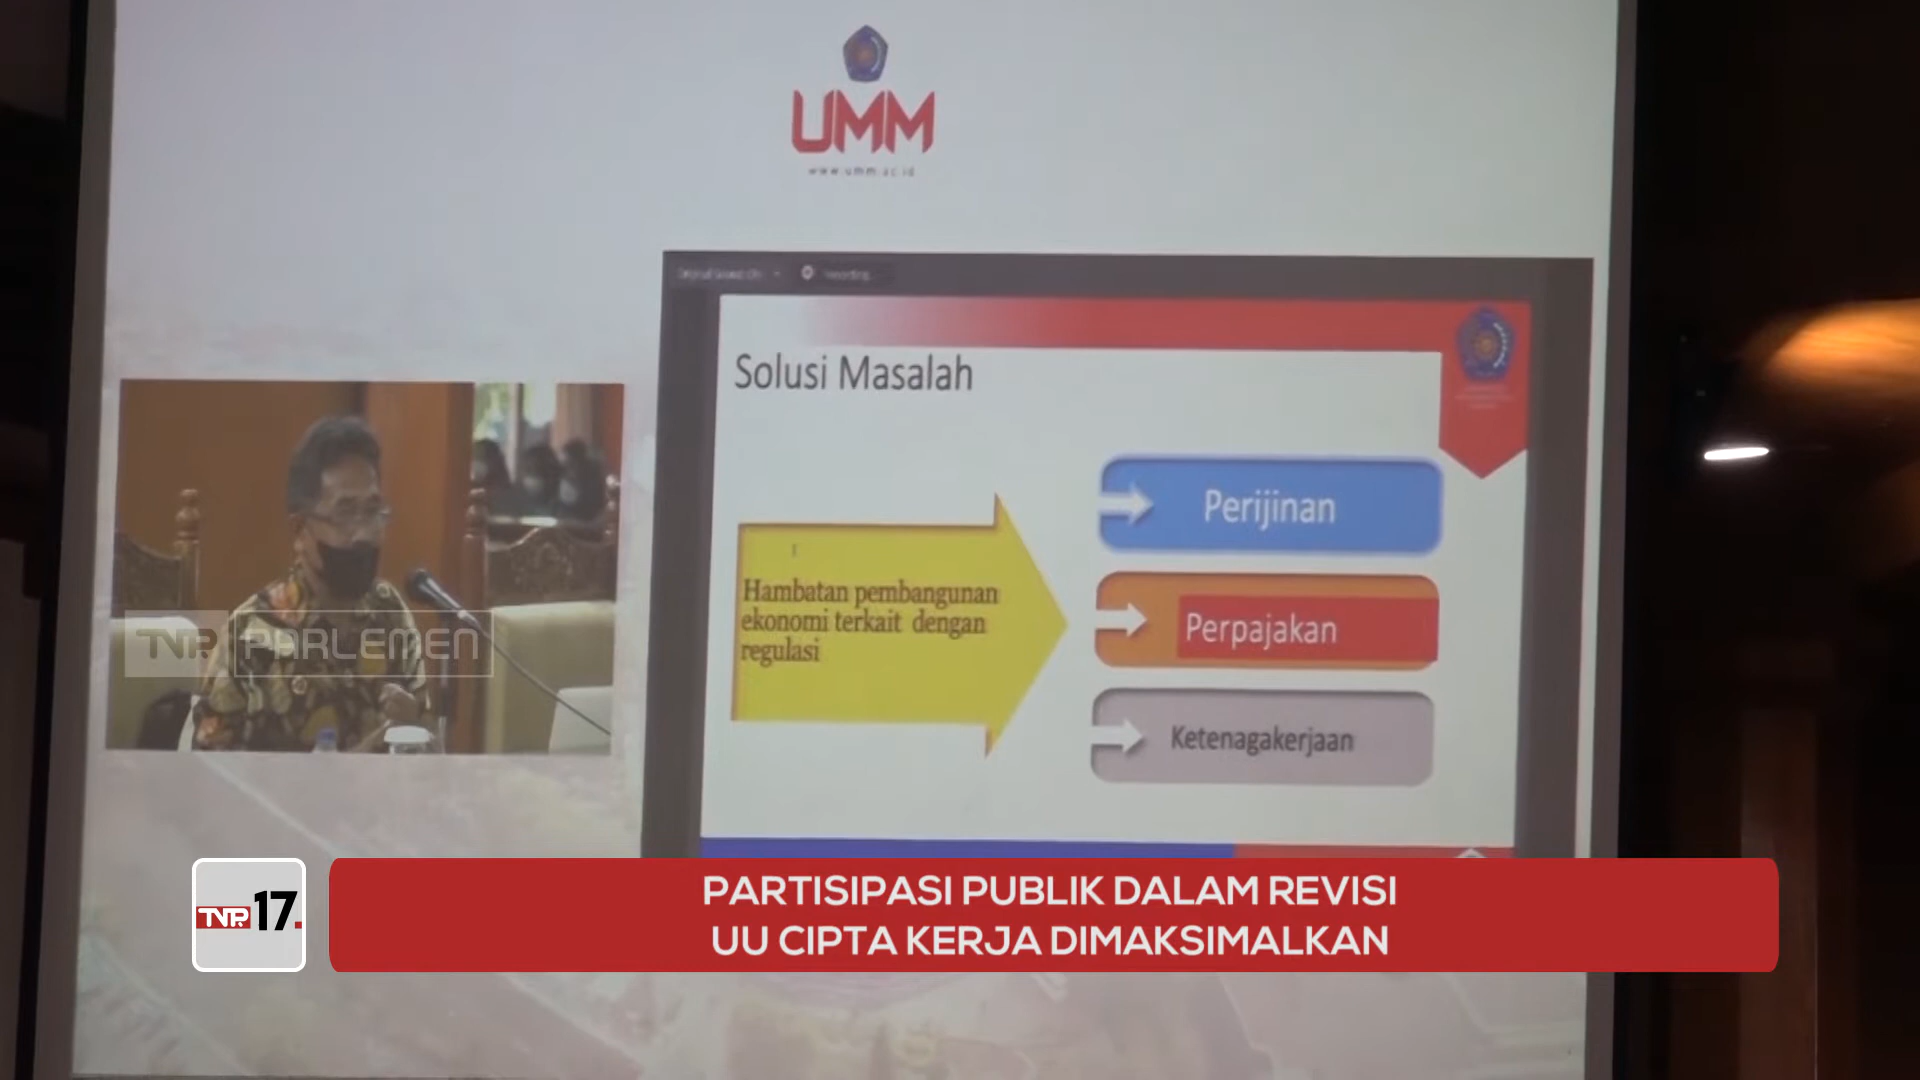 UMM
www.umm.ac.id
Solusi Masalah
Hambatan pembangunan
ekonomi terkait dengan
regulasi
Perijinan
Perpajakan
Ketenagakerjaan
TVR PARLEMEN
TVR 17.
PARTISIPASI PUBLIK DALAM REVISI
UU CIPTA KERJA DIMAKSIMALKAN